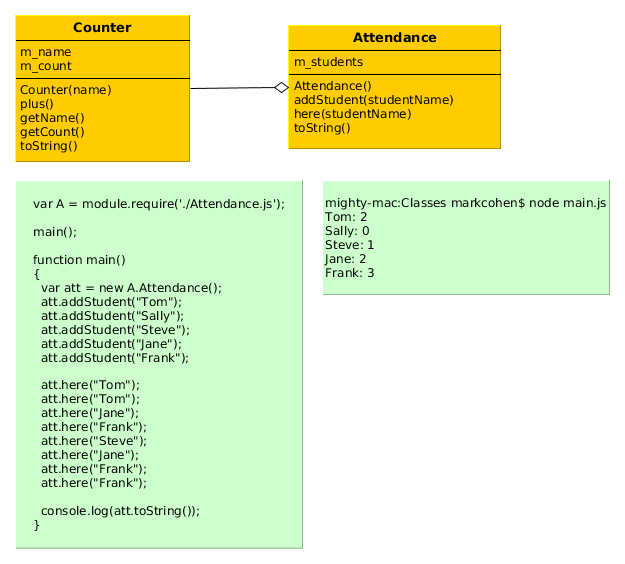 Counter
m_name
m_count
Counter(name)
plus()
getName()
getCount()
toString()
Attendance
m_students
Attendance()
addStudent(studentName)
here(studentName)
toString()
var A = module.require('./Attendance.js');
main();
function main()
{
var att = new A.Attendance();
att.addStudent("Tom");
att.addStudent("Sally");
att.addStudent("Steve");
att.addStudent("Jane");
att.addStudent("Frank");
att.here("Tom");
att.here("Tom");
att.here("Jane");
att.here("Frank");
att.here("Steve");
att.here("Jane");
att.here("Frank");
att.here("Frank");
console.log(att.toString());
}
mighty-mac:Classes markcohen$ node main.js
Tom: 2
Sally: 0
Steve: 1
Jane: 2
Frank: 3